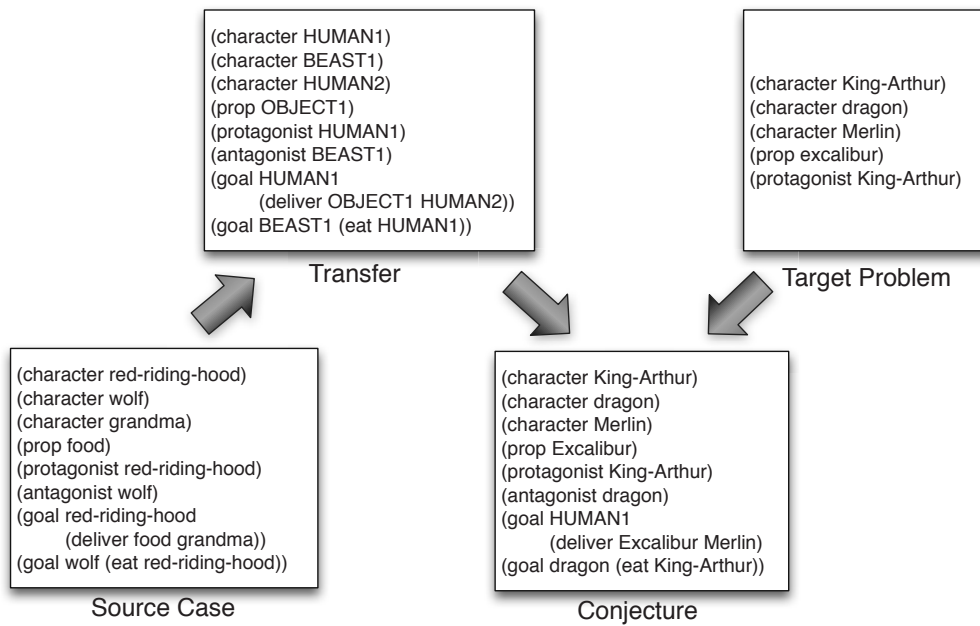 (character HUMAN1)
(character BEAST1)
(character HUMAN2)
(prop OBJECT1)
(protagonist HUMAN1)
(antagonist BEAST1)
(goal HUMAN1
(deliver OBJECT1 HUMAN2))
(goal BEAST1 (eat HUMAN1))
Transfer
(character King-Arthur)
(character dragon)
(character Merlin)
(prop excalibur)
(protagonist King-Arthur)
Target Problem
(character red-riding-hood)
(character wolf)
(character grandma)
(prop food)
(protagonist red-riding-hood)
(antagonist wolf)
(goal red-riding-hood
(deliver food grandma))
(goal wolf (eat red-riding-hood))
Source Case
(character King-Arthur)
(character dragon)
(character Merlin)
(prop Excalibur)
(protagonist King-Arthur)
(antagonist dragon)
(goal HUMAN1
(deliver Excalibur Merlin)
(goal dragon (eat King-Arthur))
Conjecture